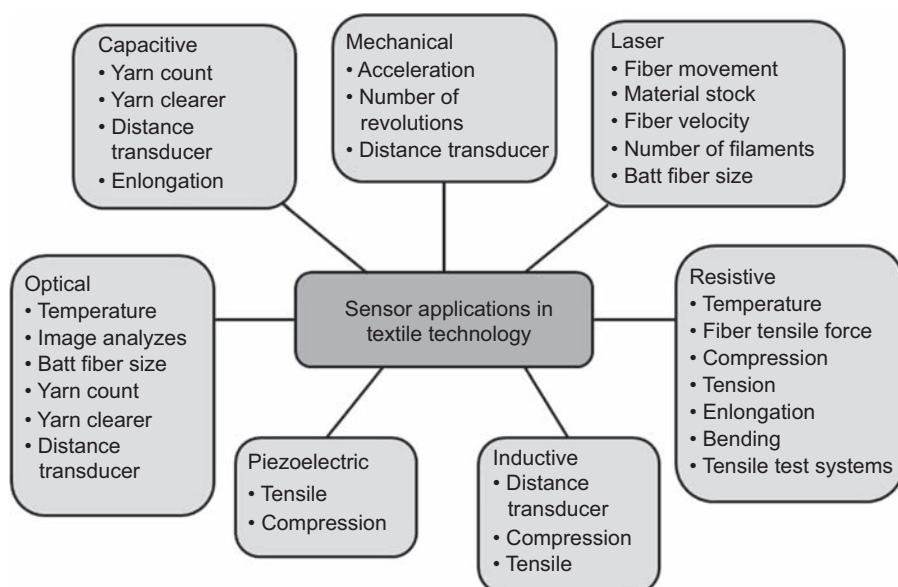 Capacitive
• Yarn count
• Yarn clearer
• Distance
transducer
• Enlongation
Mechanical
• Acceleration
• Number of
revolutions
• Distance transducer
Laser
• Fiber movement
• Material stock
• Fiber velocity
• Number of filaments
• Batt fiber size
Optical
• Temperature
• Image analyzes
• Batt fiber size
• Yarn count
• Yarn clearer
• Distance
transducer
Sensor applications in
textile technology
Resistive
• Temperature
• Fiber tensile force
• Compression
• Tension
• Enlongation
• Bending
• Tensile test systems
Piezoelectric
• Tensile
• Compression
Inductive
• Distance
transducer
• Compression
• Tensile